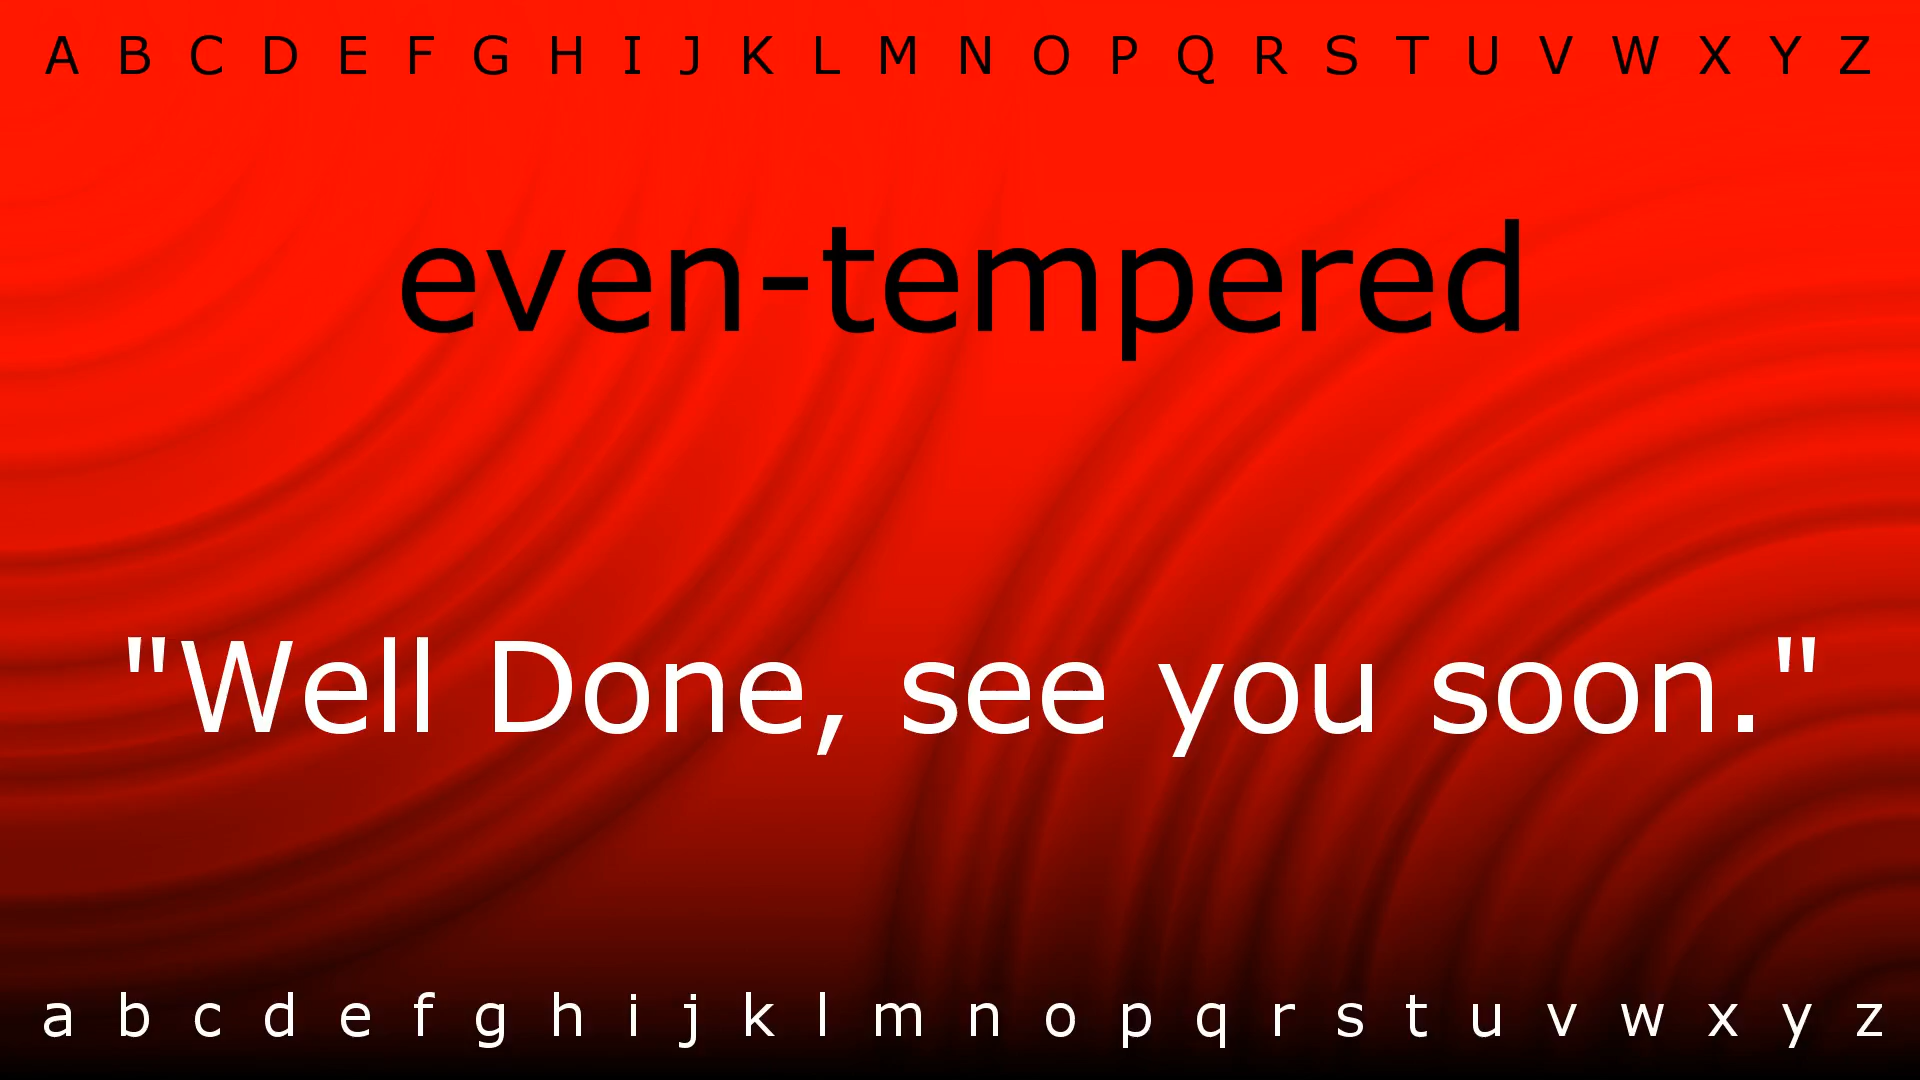 A B C D E F G H I J K L M N O P Q R S T U V W X Y Z
even-tempered
"Well Done, see you soon."
a b c d e f g h i j k l m n o p q r s t u v w x y z